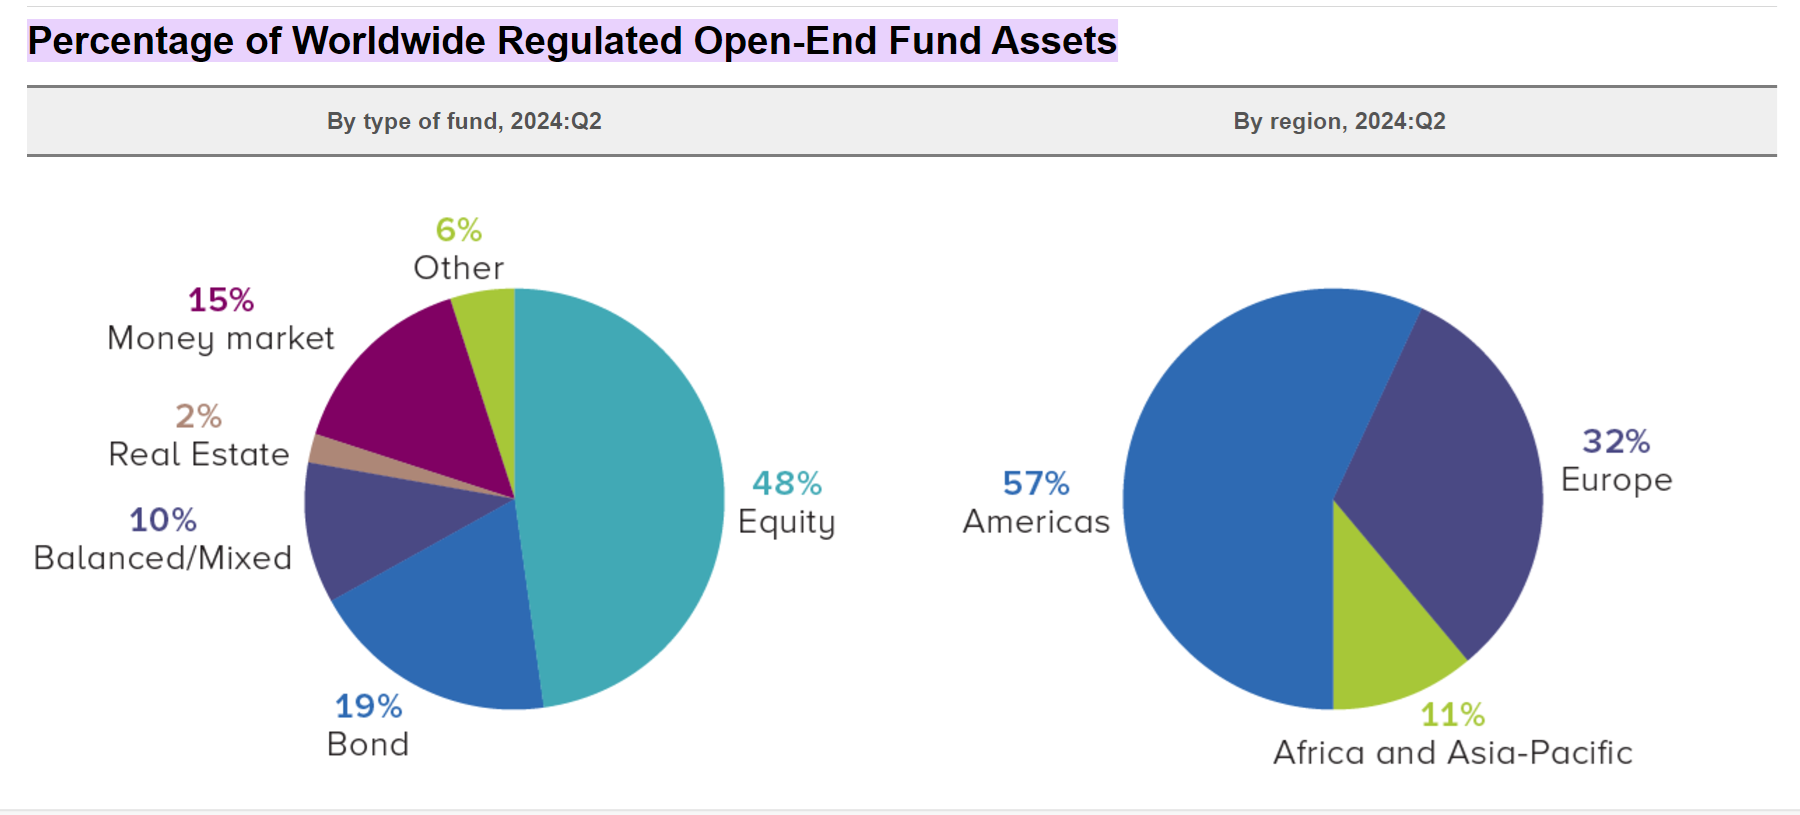 Percentage of Worldwide Regulated Open-End Fund Assets
By type of fund, 2024:Q2
By region, 2024:Q2
6%
Other
15%
Money market
2%
Real Estate
10%
Balanced/Mixed
19%
Bond
48%
Equity
57%
Americas
32%
Europe
11%
Africa and Asia-Pacific